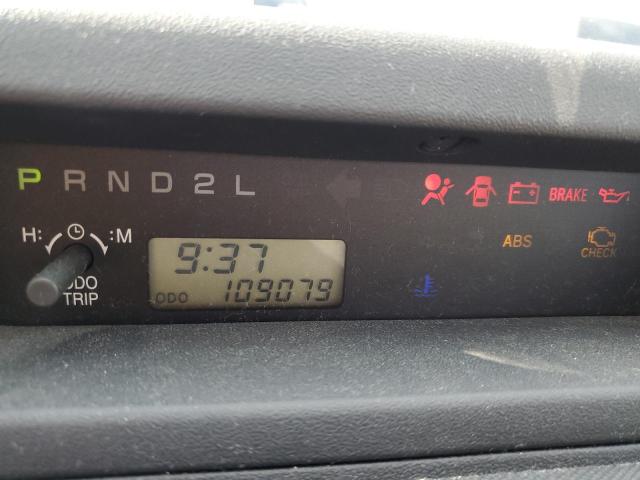 P R N D 2 L
BRAKE
H: :M
ABS
CHECK
9:37
ODO 109079
ODO
TRIP